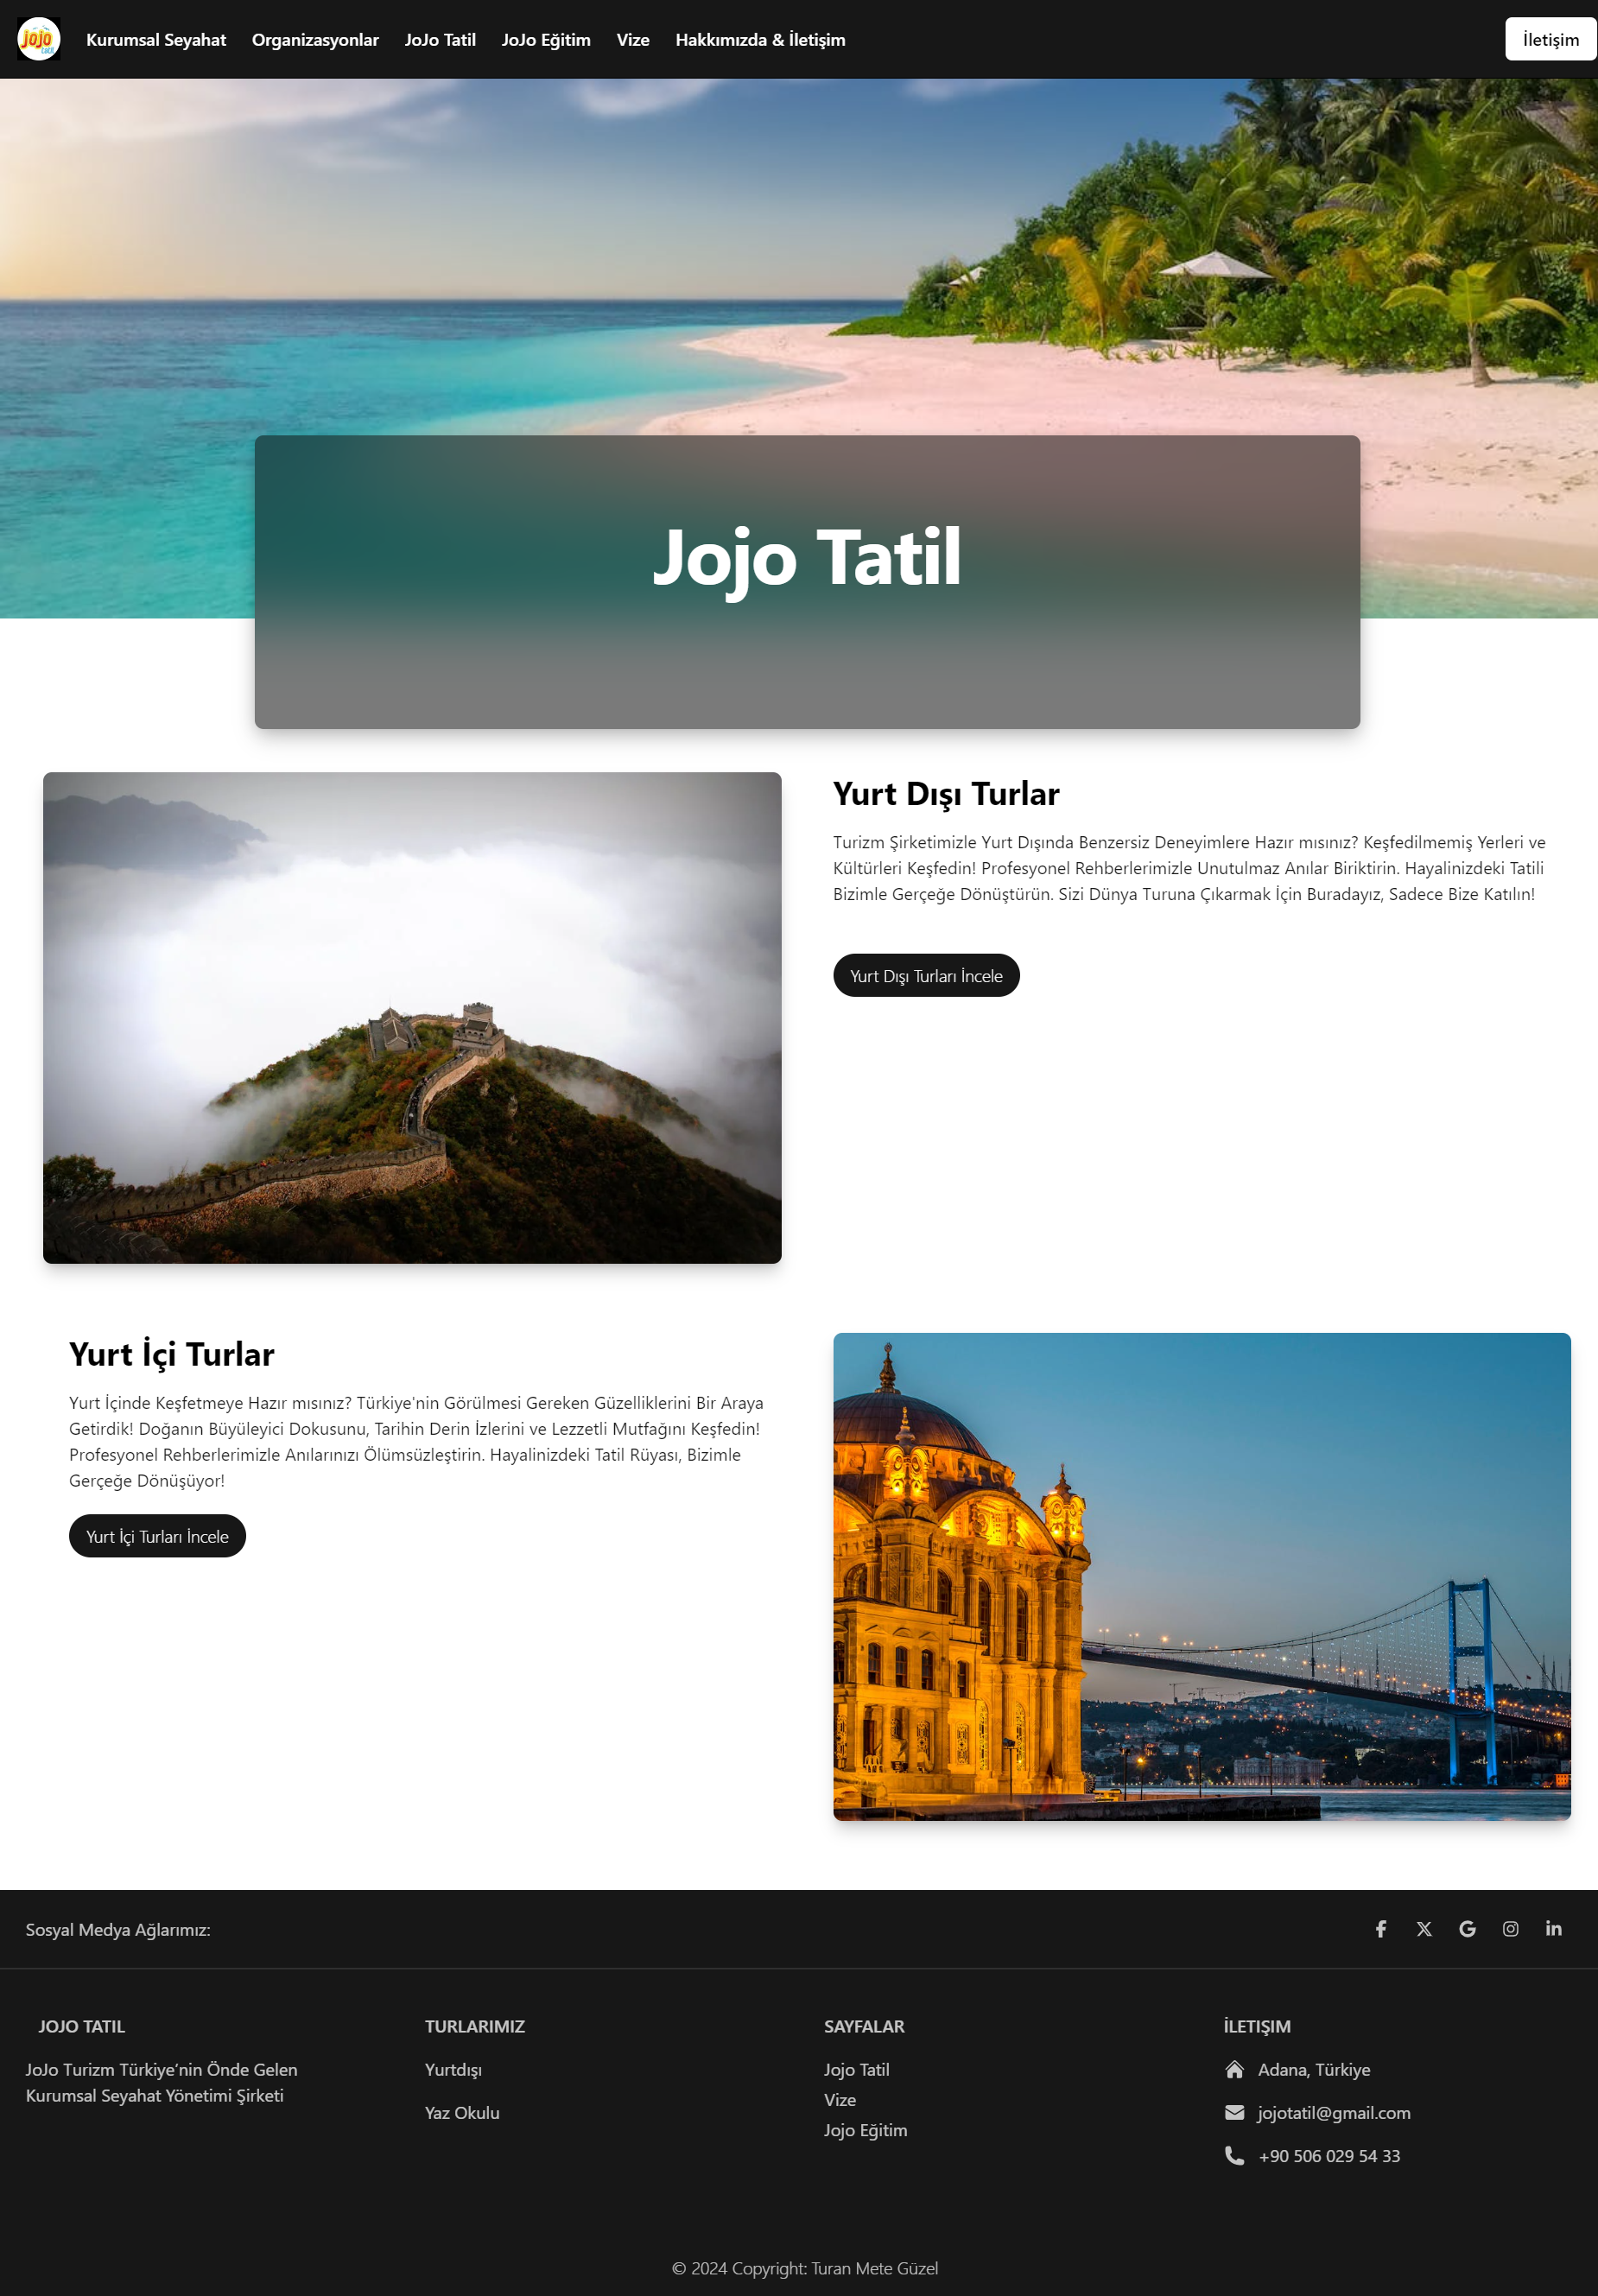 JoJo
tatil
Kurumsal Seyahat Organizasyonlar JoJo Tatil JoJo Eğitim Vize Hakkımızda & İletişim İletişim
Jojo Tatil
Yurt Dışı Turlar
Turizm Şirketimizle Yurt Dışında Benzersiz Deneyimlere Hazır mısınız? Keşfedilmemiş Yerleri ve
Kültürleri Keşfedin! Profesyonel Rehberlerimizle Unutulmaz Anılar Biriktirin. Hayalinizdeki Tatili
Bizimle Gerçeğe Dönüştürün. Sizi Dünya Turuna Çıkarmak İçin Buradayız, Sadece Bize Katılın!
Yurt Dışı Turları İncele
Yurt İçi Turlar
Yurt İçinde Keşfetmeye Hazır mısınız? Türkiye'nin Görülmesi Gereken Güzelliklerini Bir Araya
Getirdik! Doğanın Büyüleyici Dokusunu, Tarihin Derin İzlerini ve Lezzetli Mutfağını Keşfedin!
Profesyonel Rehberlerimizle Anılarınızı Ölümsüzleştirin. Hayalinizdeki Tatil Rüyası, Bizimle
Gerçeğe Dönüşüyor!
Yurt İçi Turları İncele
Sosyal Medya Ağlarımız:
JOJO TATIL
JoJo Turizm Türkiye’nin Önde Gelen
Kurumsal Seyahat Yönetimi Şirketi
TURLARIMIZ
Yurtdışı
Yaz Okulu
SAYFALAR
Jojo Tatil
Vize
Jojo Eğitim
İLETIŞIM
Adana, Türkiye
jojotatil@gmail.com
+90 506 029 54 33
© 2024 Copyright: Turan Mete Güzel